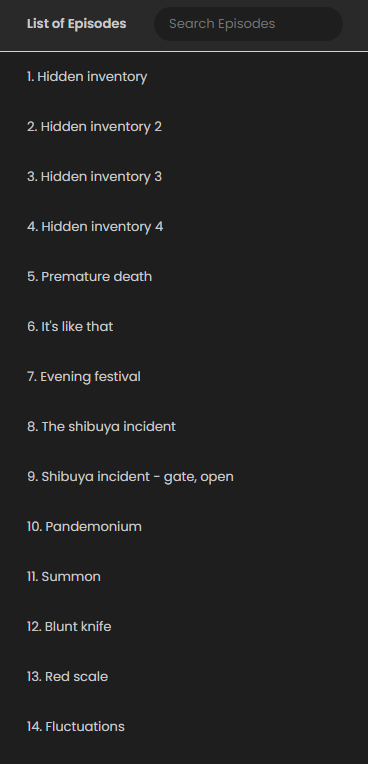 List of Episodes
Search Episodes
1. Hidden inventory
2. Hidden inventory 2
3. Hidden inventory 3
4. Hidden inventory 4
5. Premature death
6. It's like that
7. Evening festival
8. The shibuya incident
9. Shibuya incident - gate, open
10. Pandemonium
11. Summon
12. Blunt knife
13. Red scale
14. Fluctuations